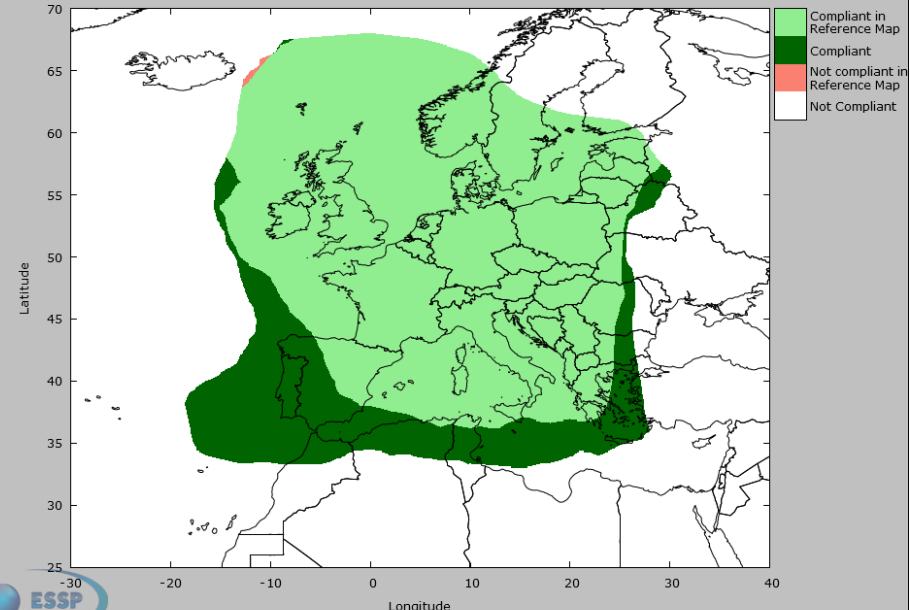 70
65
60
55
50
45
40
35
30
25
Latitude
-30
-20
-10
0
10
20
30
40
Longitude
Compliant in
Reference Map
Compliant
Not compliant in
Reference Map
Not Compliant
ESSP